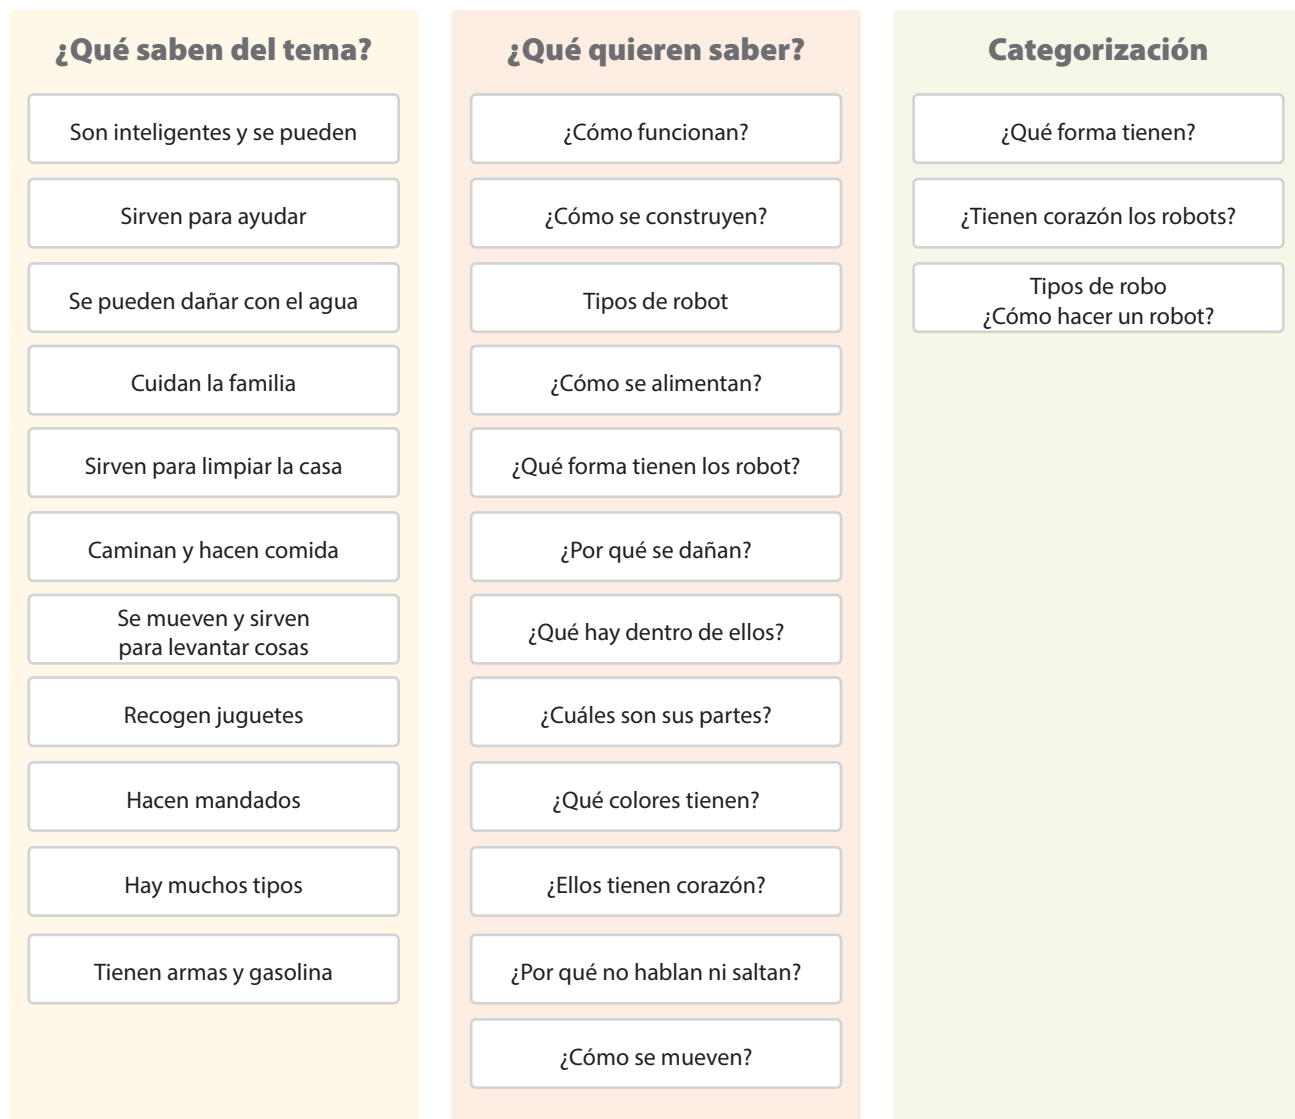 ¿Qué saben del tema?
Son inteligentes y se pueden
Sirven para ayudar
Se pueden dañar con el agua
Cuidan la familia
Sirven para limpiar la casa
Caminan y hacen comida
Se mueven y sirven
para levantar cosas
Recogen juguetes
Hacen mandados
Hay muchos tipos
Tienen armas y gasolina
¿Qué quieren saber?
¿Cómo funcionan?
¿Cómo se construyen?
Tipos de robot
¿Cómo se alimentan?
¿Qué forma tienen los robot?
¿Por qué se dañan?
¿Qué hay dentro de ellos?
¿Cuáles son sus partes?
¿Qué colores tienen?
¿Ellos tienen corazón?
¿Por qué no hablan ni saltan?
¿Cómo se mueven?
Categorización
¿Qué forma tienen?
¿Tienen corazón los robots?
Tipos de robo
¿Cómo hacer un robot?